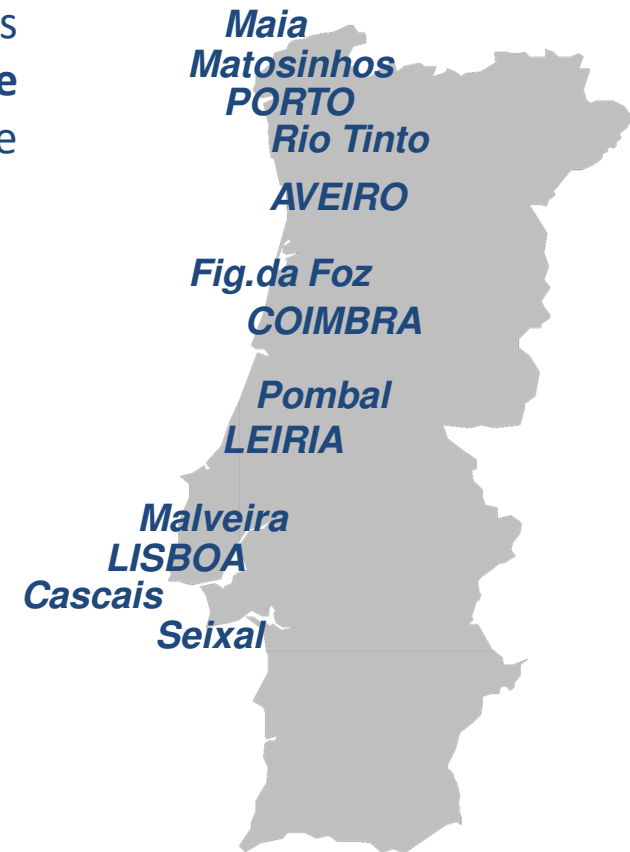 s
Maia
Matosinhos
e
PORTO
e
Rio Tinto
AVEIRO
Fig.da Foz
COIMBRA
Pombal
LEIRIA
Malveira
LISBOA
Cascais
Seixal